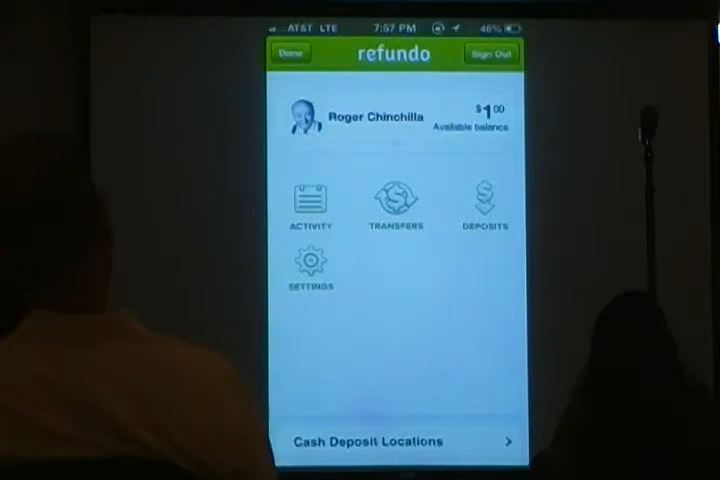 AT&T LTE 7:57 PM 46%
Done refundo Sign Out
Roger Chinchilla
$1 00
Available balance
ACTIVITY TRANSFERS DEPOSITS
SETTINGS
Cash Deposit Locations